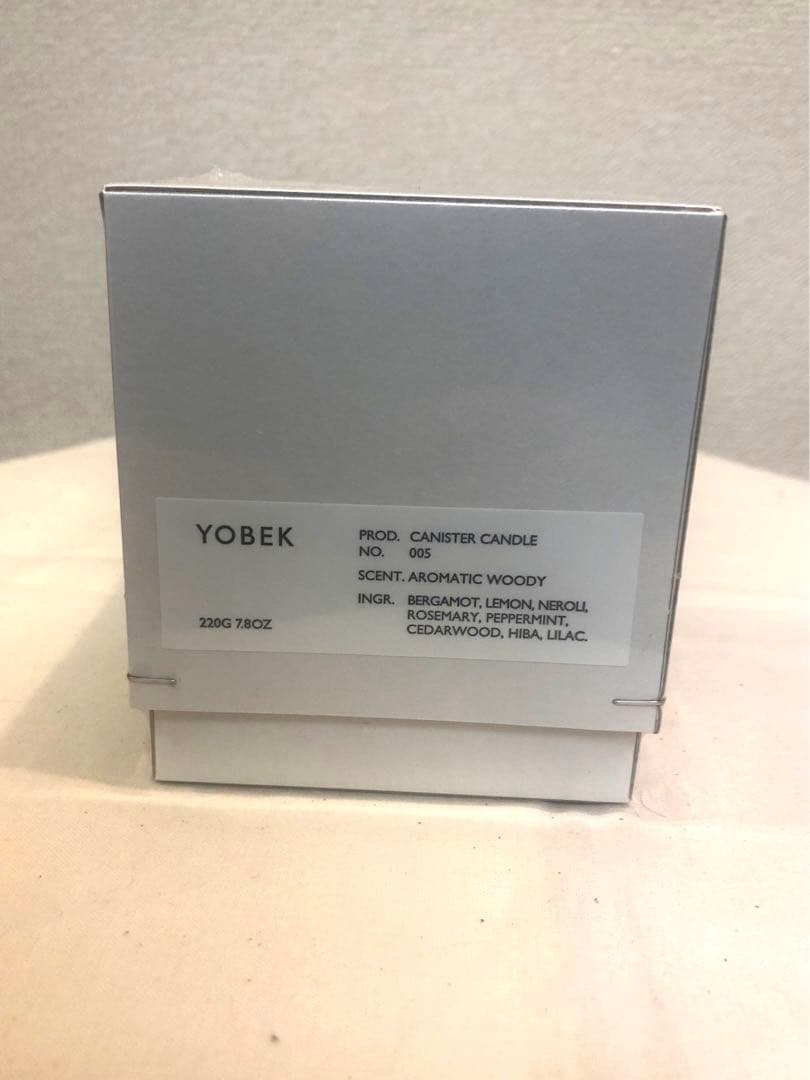 YOBEK
220G 7.8OZ
PROD. CANISTER CANDLE
NO. 005
SCENT. AROMATIC WOODY
INGR. BERGAMOT, LEMON, NEROLI,
ROSEMARY, PEPPERMINT,
CEDARWOOD, HIBA, LILAC.